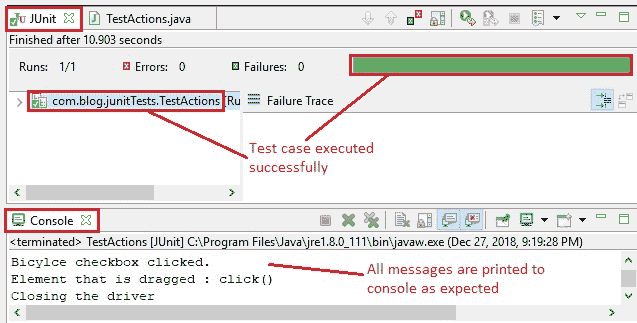 JUnit TestActions.java
Finished after 10.903 seconds
Runs: 1/1 Errors: 0 Failures: 0
com.blog.junitTests.TestActions [Ru Failure Trace
Test case executed
successfully
Console
<terminated> TestActions [JUnit] C:\Program Files\Java\jre1.8.0_111\bin\javaw.exe (Dec 27, 2018, 9:19:28 PM)
Bicylce checkbox clicked.
Element that is dragged : click()
Closing the driver
All messages are printed to
console as expected